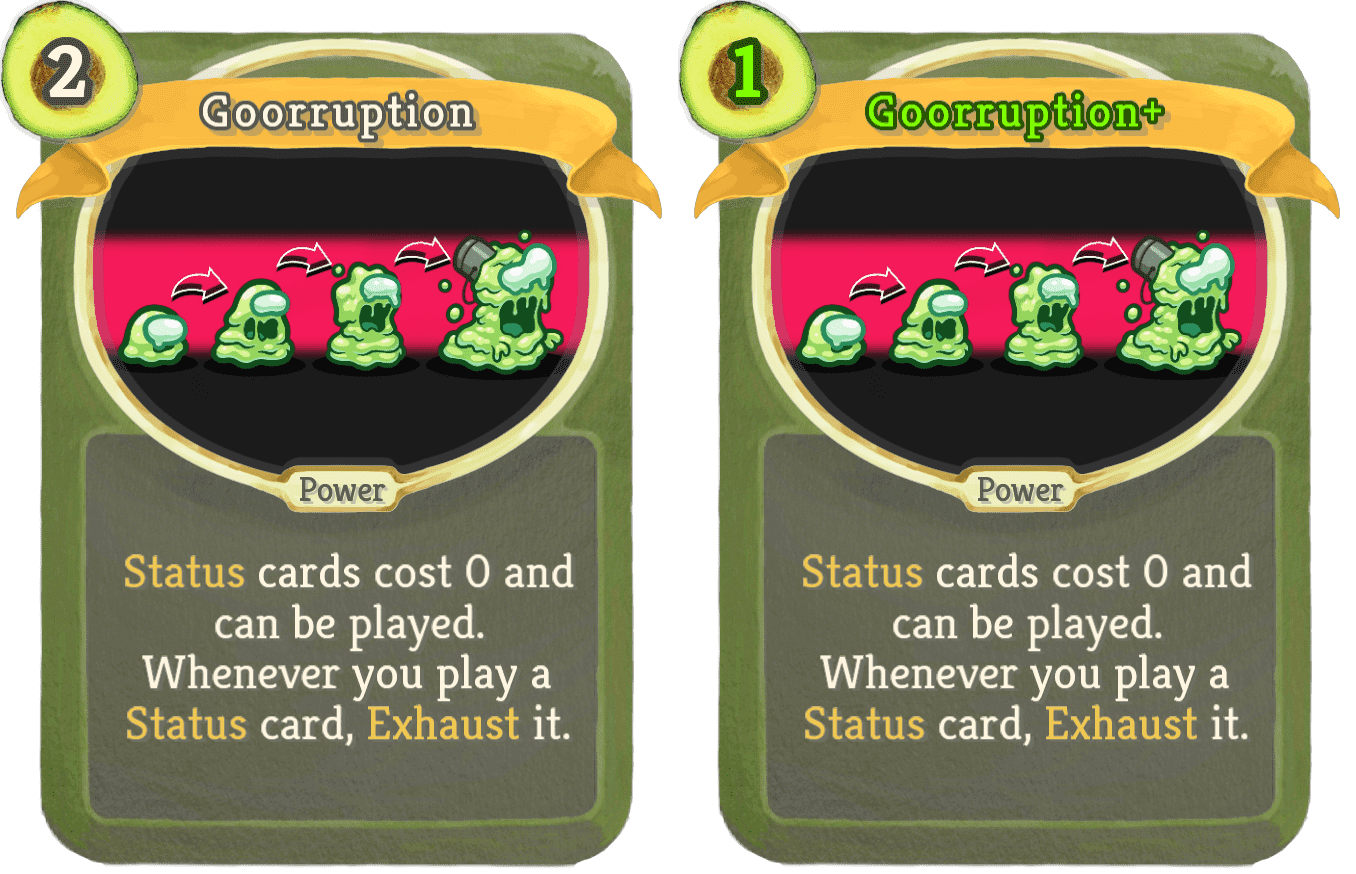 2
Goorruption
Power
Status cards cost 0 and
can be played.
Whenever you play a
Status card, Exhaust it.
1
Goorruption+
Power
Status cards cost 0 and
can be played.
Whenever you play a
Status card, Exhaust it.